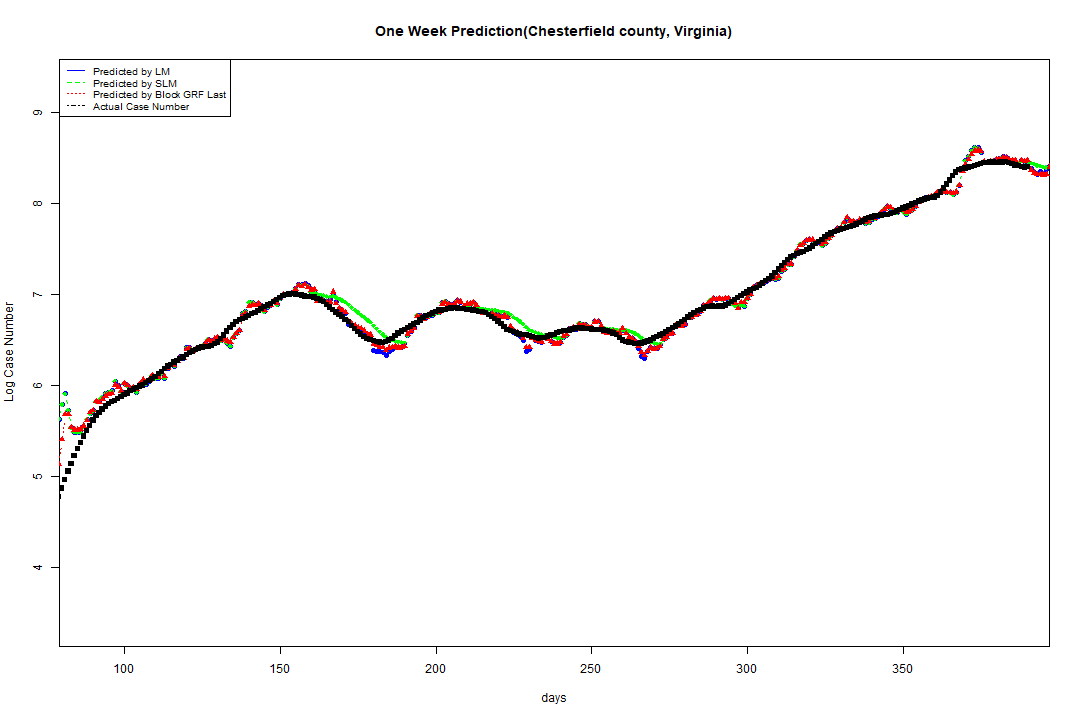 One Week Prediction(Chesterfield county, Virginia)
Predicted by LM
Predicted by SLM
Predicted by Block GRF Last
Actual Case Number
9
8
7
6
5
4
Log Case Number
100 150 200 250 300 350
days